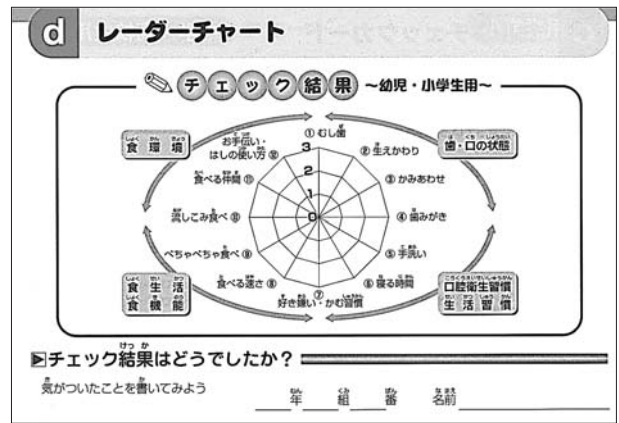 d レーダーチャート
チェック結果 ～幼児・小学生用～
食環境
歯・口の状態
食生活
食機能
口腔衛生習慣
生活習慣
① むし歯
② 生えかわり
③ かみあわせ
④ 歯みがき
⑤ 手洗い
⑥ 寝る時間
⑦
好き嫌い・かむ習慣
食べる速さ ⑧
ぺちゃぺちゃ食べ ⑨
流しこみ食べ ⑩
食べる仲間 ⑪
お手伝い・
はしの使い方 ⑫
3
2
1
0
チェック結果はどうでしたか？
気がついたことを書いてみよう
年 組 番 名前